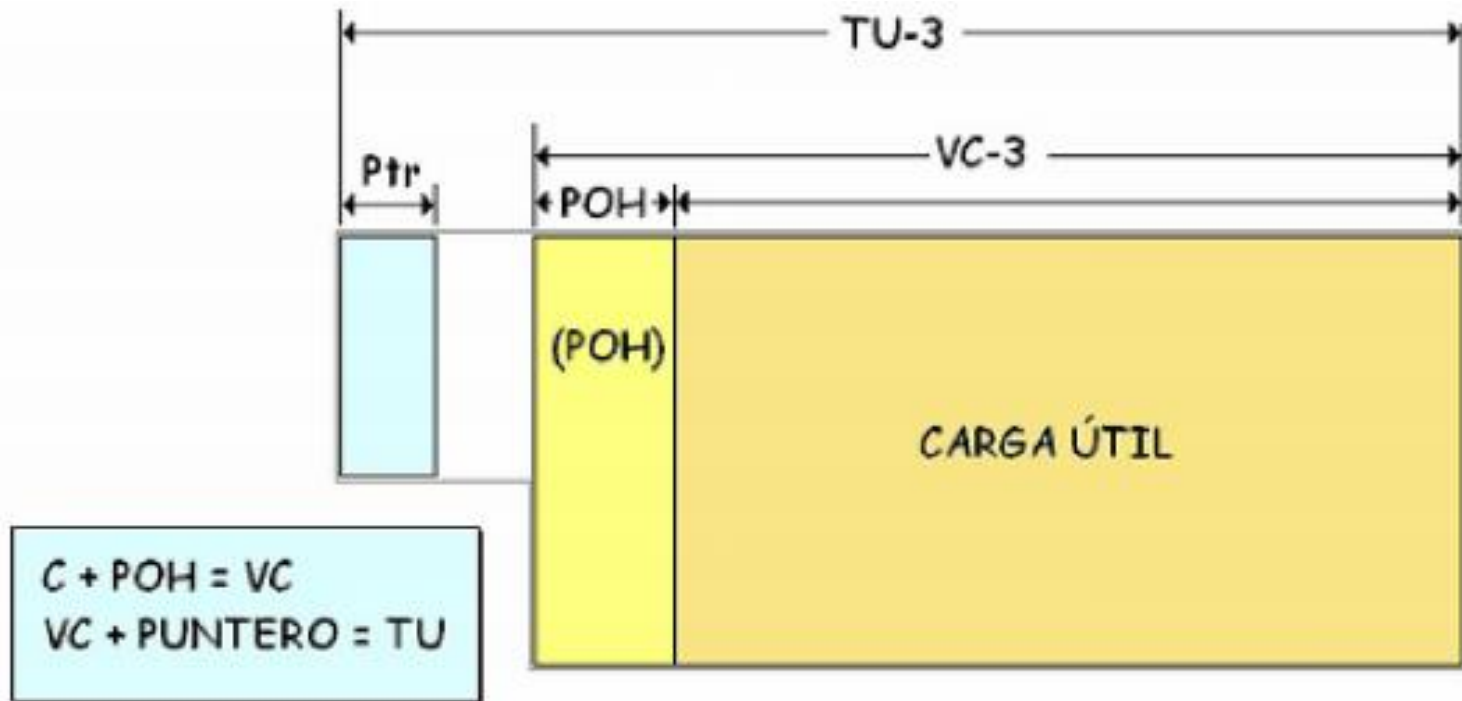 TU-3
VC-3
Ptr
POH
(POH)
CARGA ÚTIL
C + POH = VC
VC + PUNTERO = TU